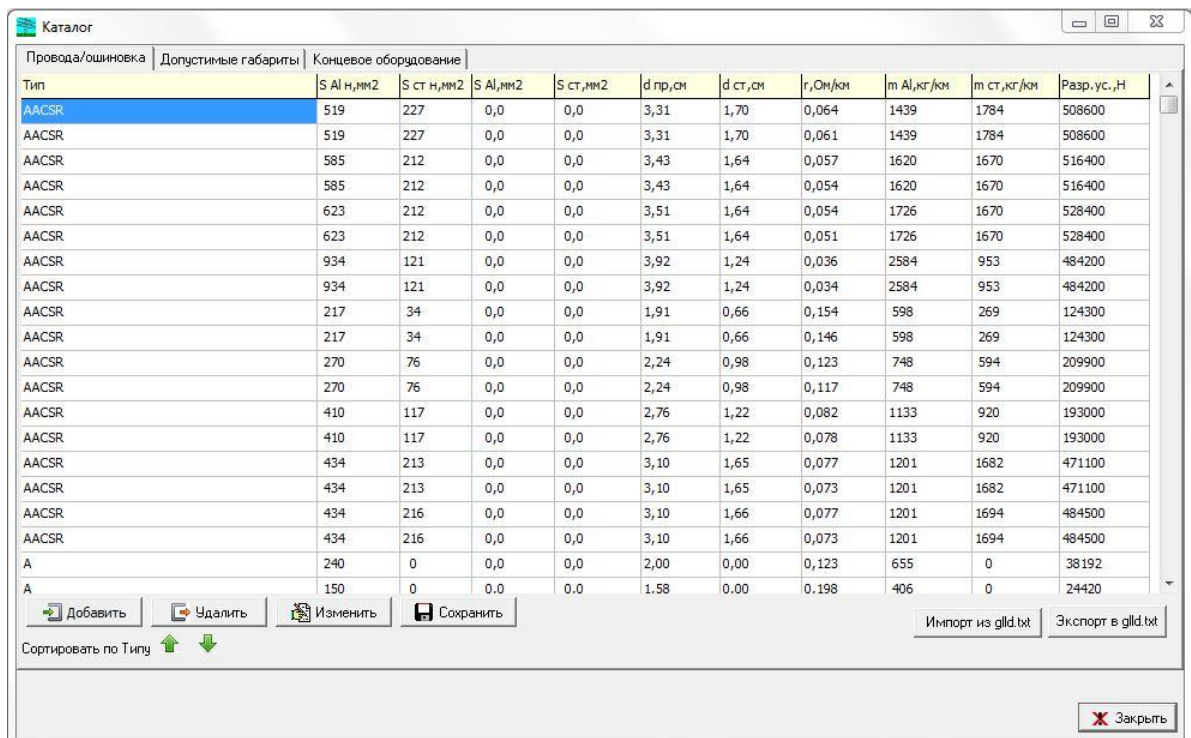 Каталог
Провода/ошиновка Допустимые габариты Концевое оборудование
Тип S Al н,мм2 S ст н,мм2 S Al,мм2 S ст,мм2 d пр,см d ст,см r,Ом/км m Al,кг/км m ст,кг/км Разр.ус.,Н
AACSR 519 227 0,0 0,0 3,31 1,70 0,064 1439 1784 508600
AACSR 519 227 0,0 0,0 3,31 1,70 0,061 1439 1784 508600
AACSR 585 212 0,0 0,0 3,43 1,64 0,057 1620 1670 516400
AACSR 585 212 0,0 0,0 3,43 1,64 0,054 1620 1670 516400
AACSR 623 212 0,0 0,0 3,51 1,64 0,054 1726 1670 528400
AACSR 623 212 0,0 0,0 3,51 1,64 0,051 1726 1670 528400
AACSR 934 121 0,0 0,0 3,92 1,24 0,036 2584 953 484200
AACSR 934 121 0,0 0,0 3,92 1,24 0,034 2584 953 484200
AACSR 217 34 0,0 0,0 1,91 0,66 0,154 598 269 124300
AACSR 217 34 0,0 0,0 1,91 0,66 0,146 598 269 124300
AACSR 270 76 0,0 0,0 2,24 0,98 0,123 748 594 209900
AACSR 270 76 0,0 0,0 2,24 0,98 0,117 748 594 209900
AACSR 410 117 0,0 0,0 2,76 1,22 0,082 1133 920 193000
AACSR 410 117 0,0 0,0 2,76 1,22 0,078 1133 920 193000
AACSR 434 213 0,0 0,0 3,10 1,65 0,077 1201 1682 471100
AACSR 434 213 0,0 0,0 3,10 1,65 0,073 1201 1682 471100
AACSR 434 216 0,0 0,0 3,10 1,66 0,077 1201 1694 484500
AACSR 434 216 0,0 0,0 3,10 1,66 0,073 1201 1694 484500
А 240 0 0,0 0,0 2,00 0,00 0,123 655 0 38192
А 150 0 0,0 0,0 1,58 0,00 0,198 406 0 24420
Добавить Удалить Изменить Сохранить Импорт из glld.txt Экспорт в glld.txt
Сортировать по Типу
Закрыть